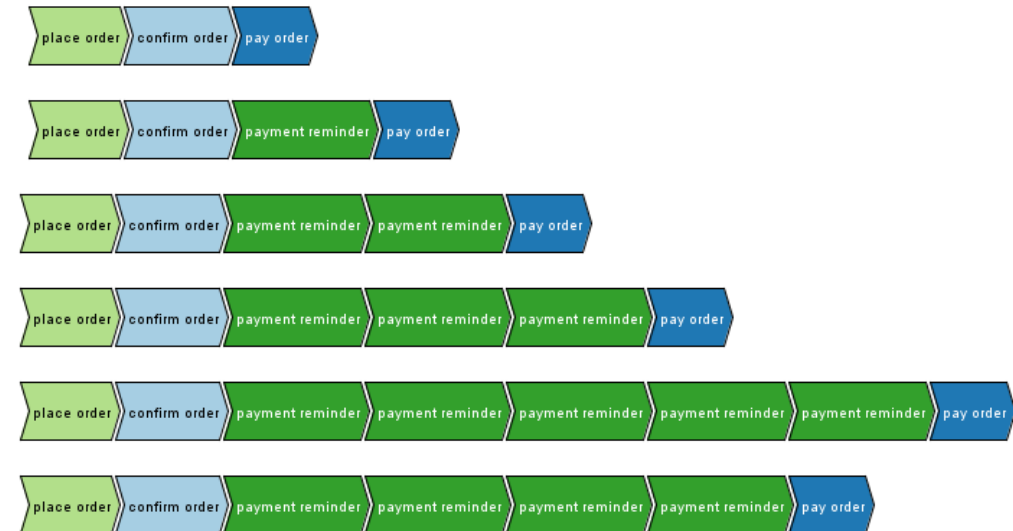 place order confirm order pay order
place order confirm order payment reminder pay order
place order confirm order payment reminder payment reminder pay order
place order confirm order payment reminder payment reminder payment reminder pay order
place order confirm order payment reminder payment reminder payment reminder payment reminder payment reminder pay order
place order confirm order payment reminder payment reminder payment reminder payment reminder pay order